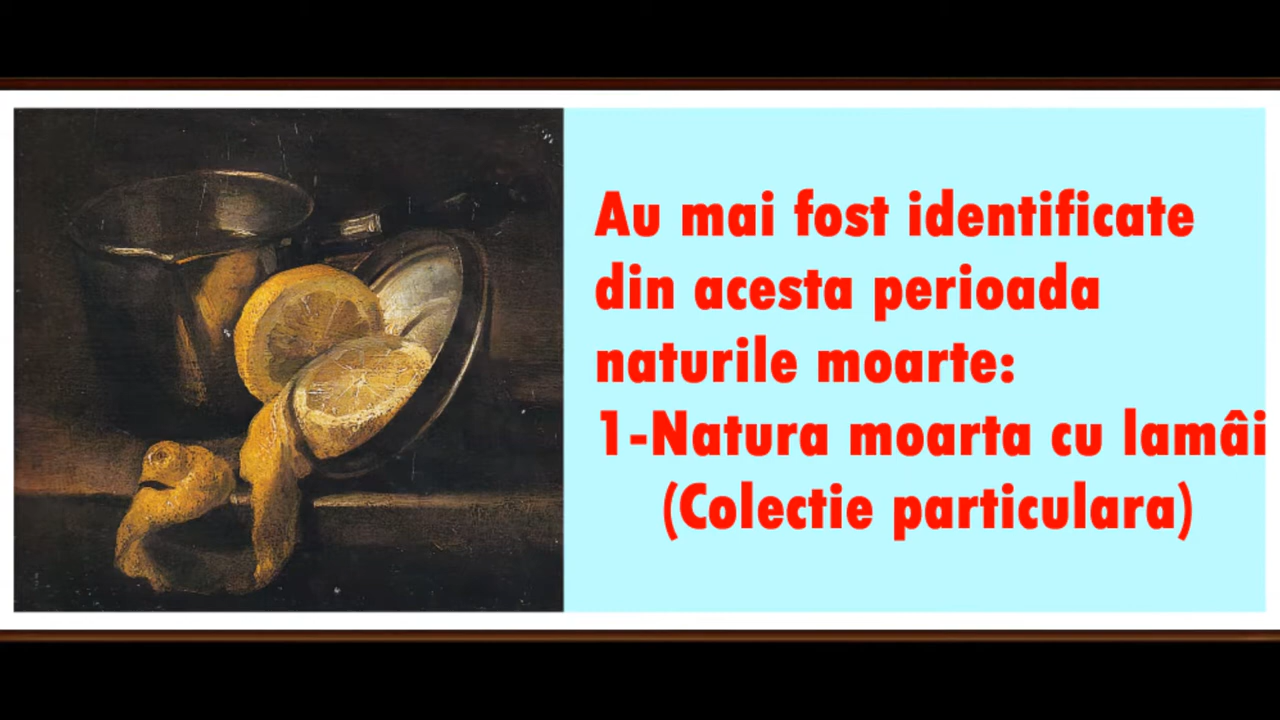 Au mai fost identificate
din acesta perioada
naturile moarte:
1-Natura moarta cu lamâi
(Colectie particulara)